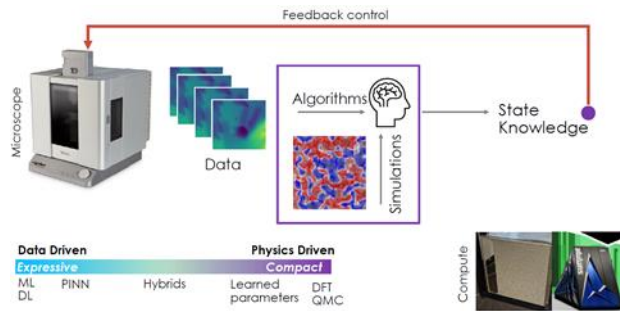 Feedback control
Microscope
Data
Algorithms
Simulations
State
Knowledge
Data Driven
Physics Driven
Expressive
Compact
ML
DL
PINN
Hybrids
Learned
parameters
DFT
QMC
Compute